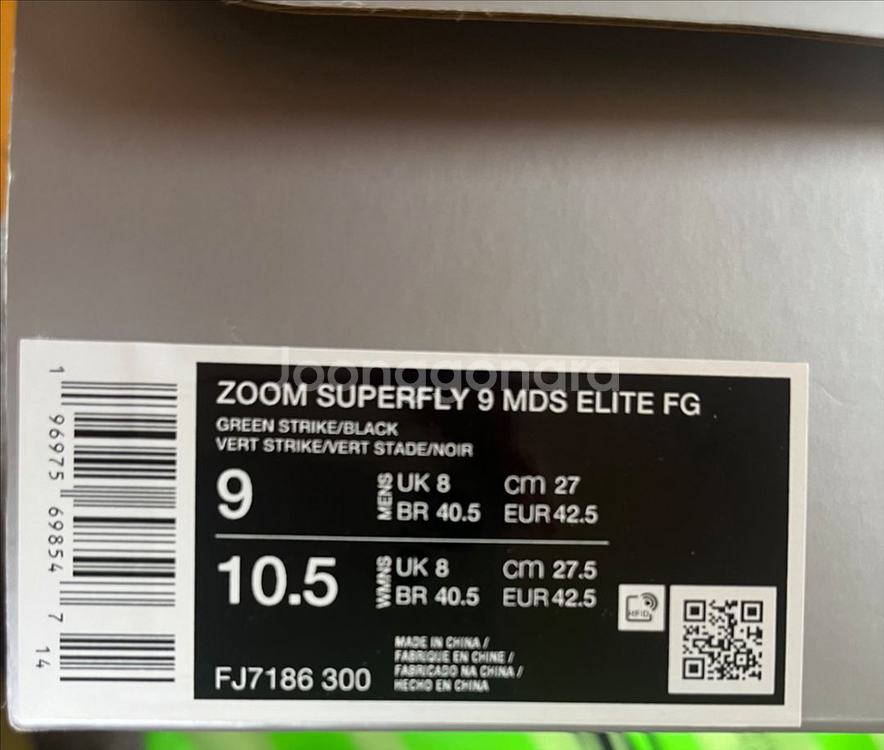 Joonggonara
ZOOM SUPERFLY 9 MDS ELITE FG
GREEN STRIKE/BLACK
VERT STRIKE/VERT STADE/NOIR
9 MENS UK 8 cm 27
BR 40.5 EUR 42.5
10.5 WMNS UK 8 cm 27.5
BR 40.5 EUR 42.5
RFID
MADE IN CHINA /
FABRIQUE EN CHINE /
FABRICADO NA CHINA /
HECHO EN CHINA
FJ7186 300
1 96975 69854 7 14